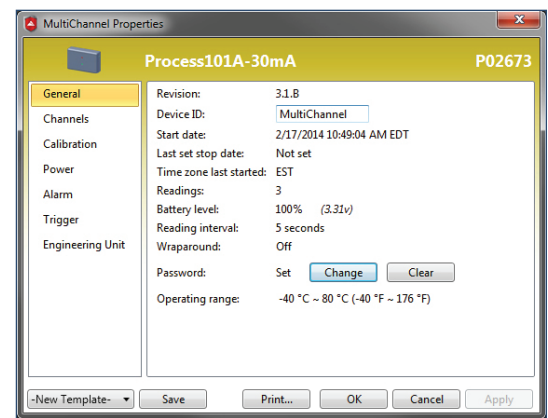 MultiChannel Properties
Process101A-30mA P02673
General
Channels
Calibration
Power
Alarm
Trigger
Engineering Unit
Revision: 3.1.B
Device ID: MultiChannel
Start date: 2/17/2014 10:49:04 AM EDT
Last set stop date: Not set
Time zone last started: EST
Readings: 3
Battery level: 100% (3.31v)
Reading interval: 5 seconds
Wraparound: Off
Password: Set Change Clear
Operating range: -40 °C ~ 80 °C (-40 °F ~ 176 °F)
-New Template- Save Print... OK Cancel Apply